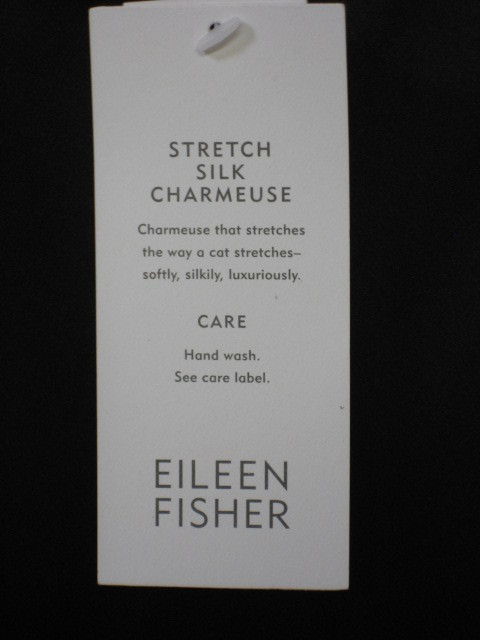 STRETCH
SILK
CHARMEUSE
Charmeuse that stretches
the way a cat stretches–
softly, silkily, luxuriously.
CARE
Hand wash.
See care label.
EILEEN
FISHER